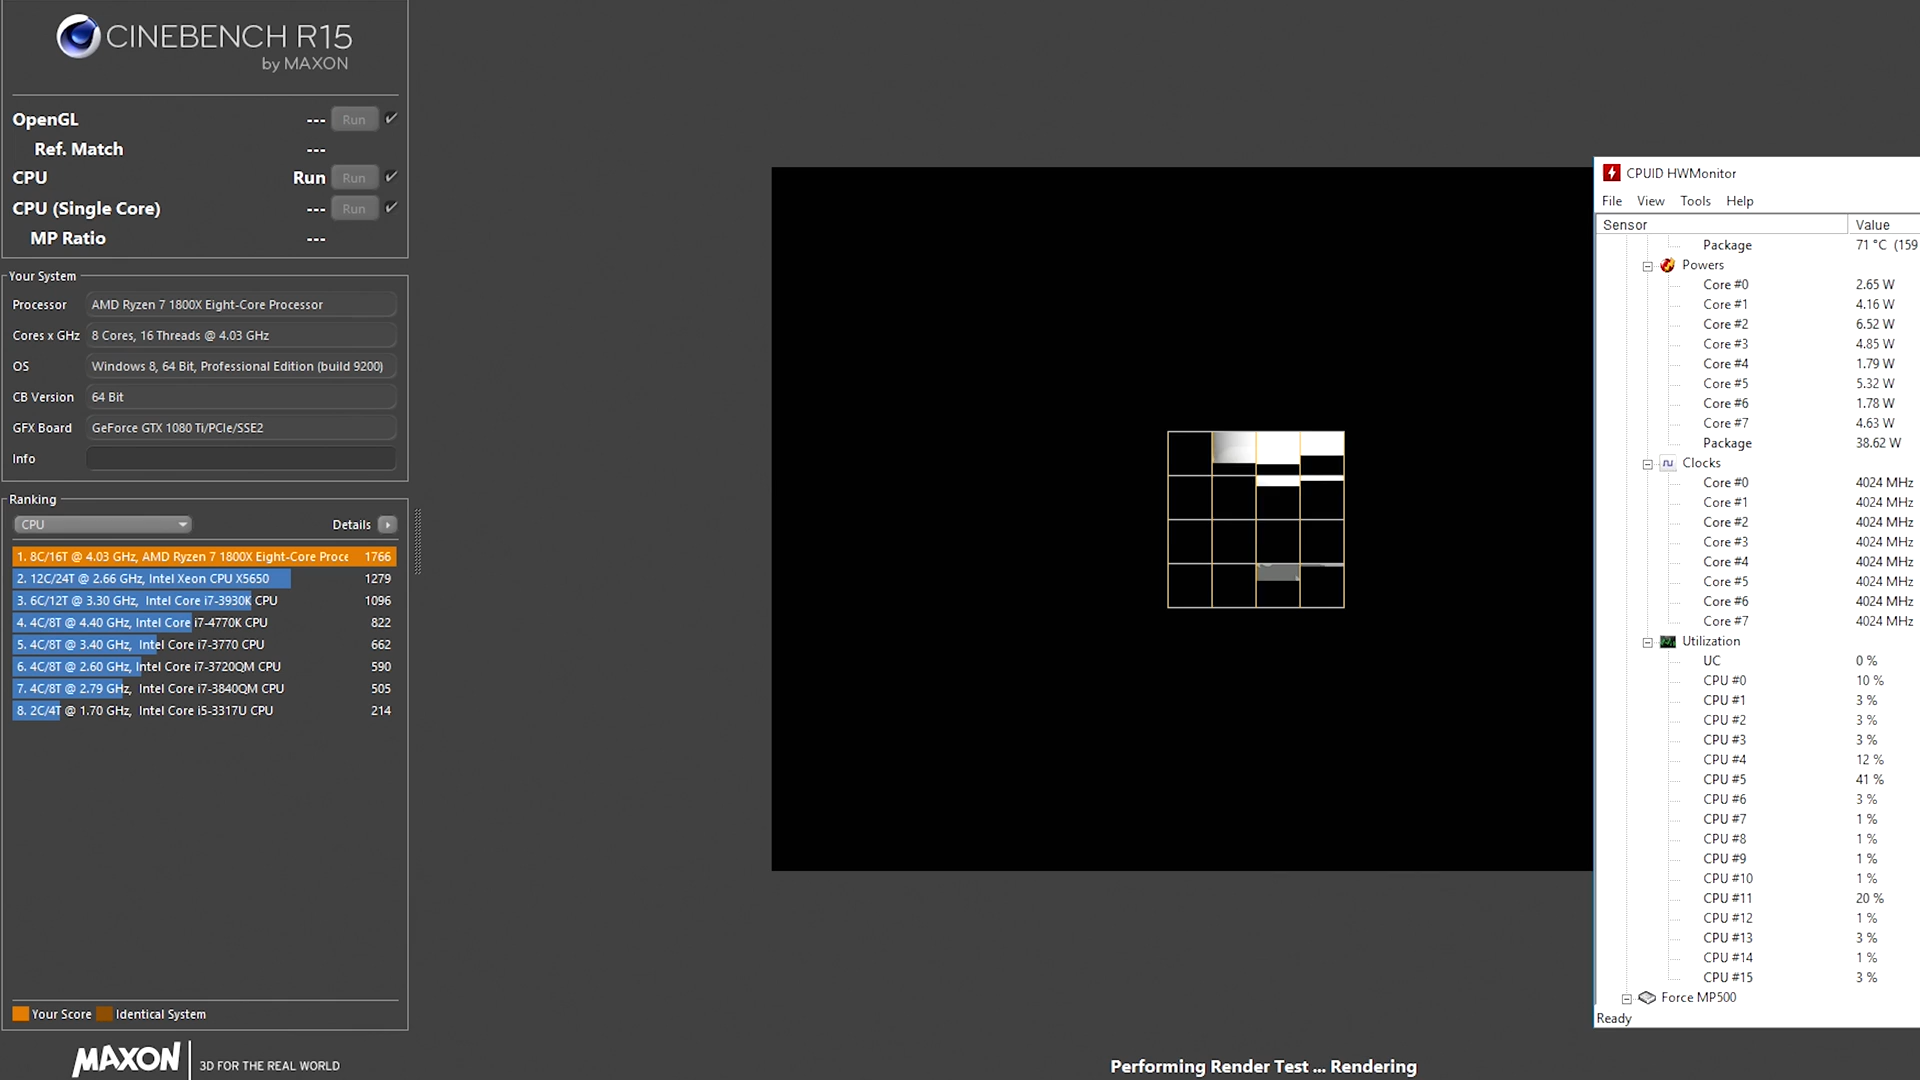 CINEBENCH R15
by MAXON
OpenGL --- Run
Ref. Match ---
CPU Run Run
CPU (Single Core) --- Run
MP Ratio ---
Your System
Processor AMD Ryzen 7 1800X Eight-Core Processor
Cores x GHz 8 Cores, 16 Threads @ 4.03 GHz
OS Windows 8, 64 Bit, Professional Edition (build 9200)
CB Version 64 Bit
GFX Board GeForce GTX 1080 Ti/PCIe/SSE2
Info
Ranking
CPU Details
1. 8C/16T @ 4.03 GHz, AMD Ryzen 7 1800X Eight-Core Proce 1766
2. 12C/24T @ 2.66 GHz, Intel Xeon CPU X5650 1279
3. 6C/12T @ 3.30 GHz, Intel Core i7-3930K CPU 1096
4. 4C/8T @ 4.40 GHz, Intel Core i7-4770K CPU 822
5. 4C/8T @ 3.40 GHz, Intel Core i7-3770 CPU 662
6. 4C/8T @ 2.60 GHz, Intel Core i7-3720QM CPU 590
7. 4C/8T @ 2.79 GHz, Intel Core i7-3840QM CPU 505
8. 2C/4T @ 1.70 GHz, Intel Core i5-3317U CPU 214
Your Score Identical System
MAXON 3D FOR THE REAL WORLD
Performing Render Test ... Rendering
CPUID HWMonitor
File View Tools Help
Sensor Value
Package 71 °C (159
Powers
Core #0 2.65 W
Core #1 4.16 W
Core #2 6.52 W
Core #3 4.85 W
Core #4 1.79 W
Core #5 5.32 W
Core #6 1.78 W
Core #7 4.63 W
Package 38.62 W
Clocks
Core #0 4024 MHz
Core #1 4024 MHz
Core #2 4024 MHz
Core #3 4024 MHz
Core #4 4024 MHz
Core #5 4024 MHz
Core #6 4024 MHz
Core #7 4024 MHz
Utilization
UC 0 %
CPU #0 10 %
CPU #1 3 %
CPU #2 3 %
CPU #3 3 %
CPU #4 12 %
CPU #5 41 %
CPU #6 3 %
CPU #7 1 %
CPU #8 1 %
CPU #9 1 %
CPU #10 1 %
CPU #11 20 %
CPU #12 1 %
CPU #13 3 %
CPU #14 1 %
CPU #15 3 %
Force MP500
Ready